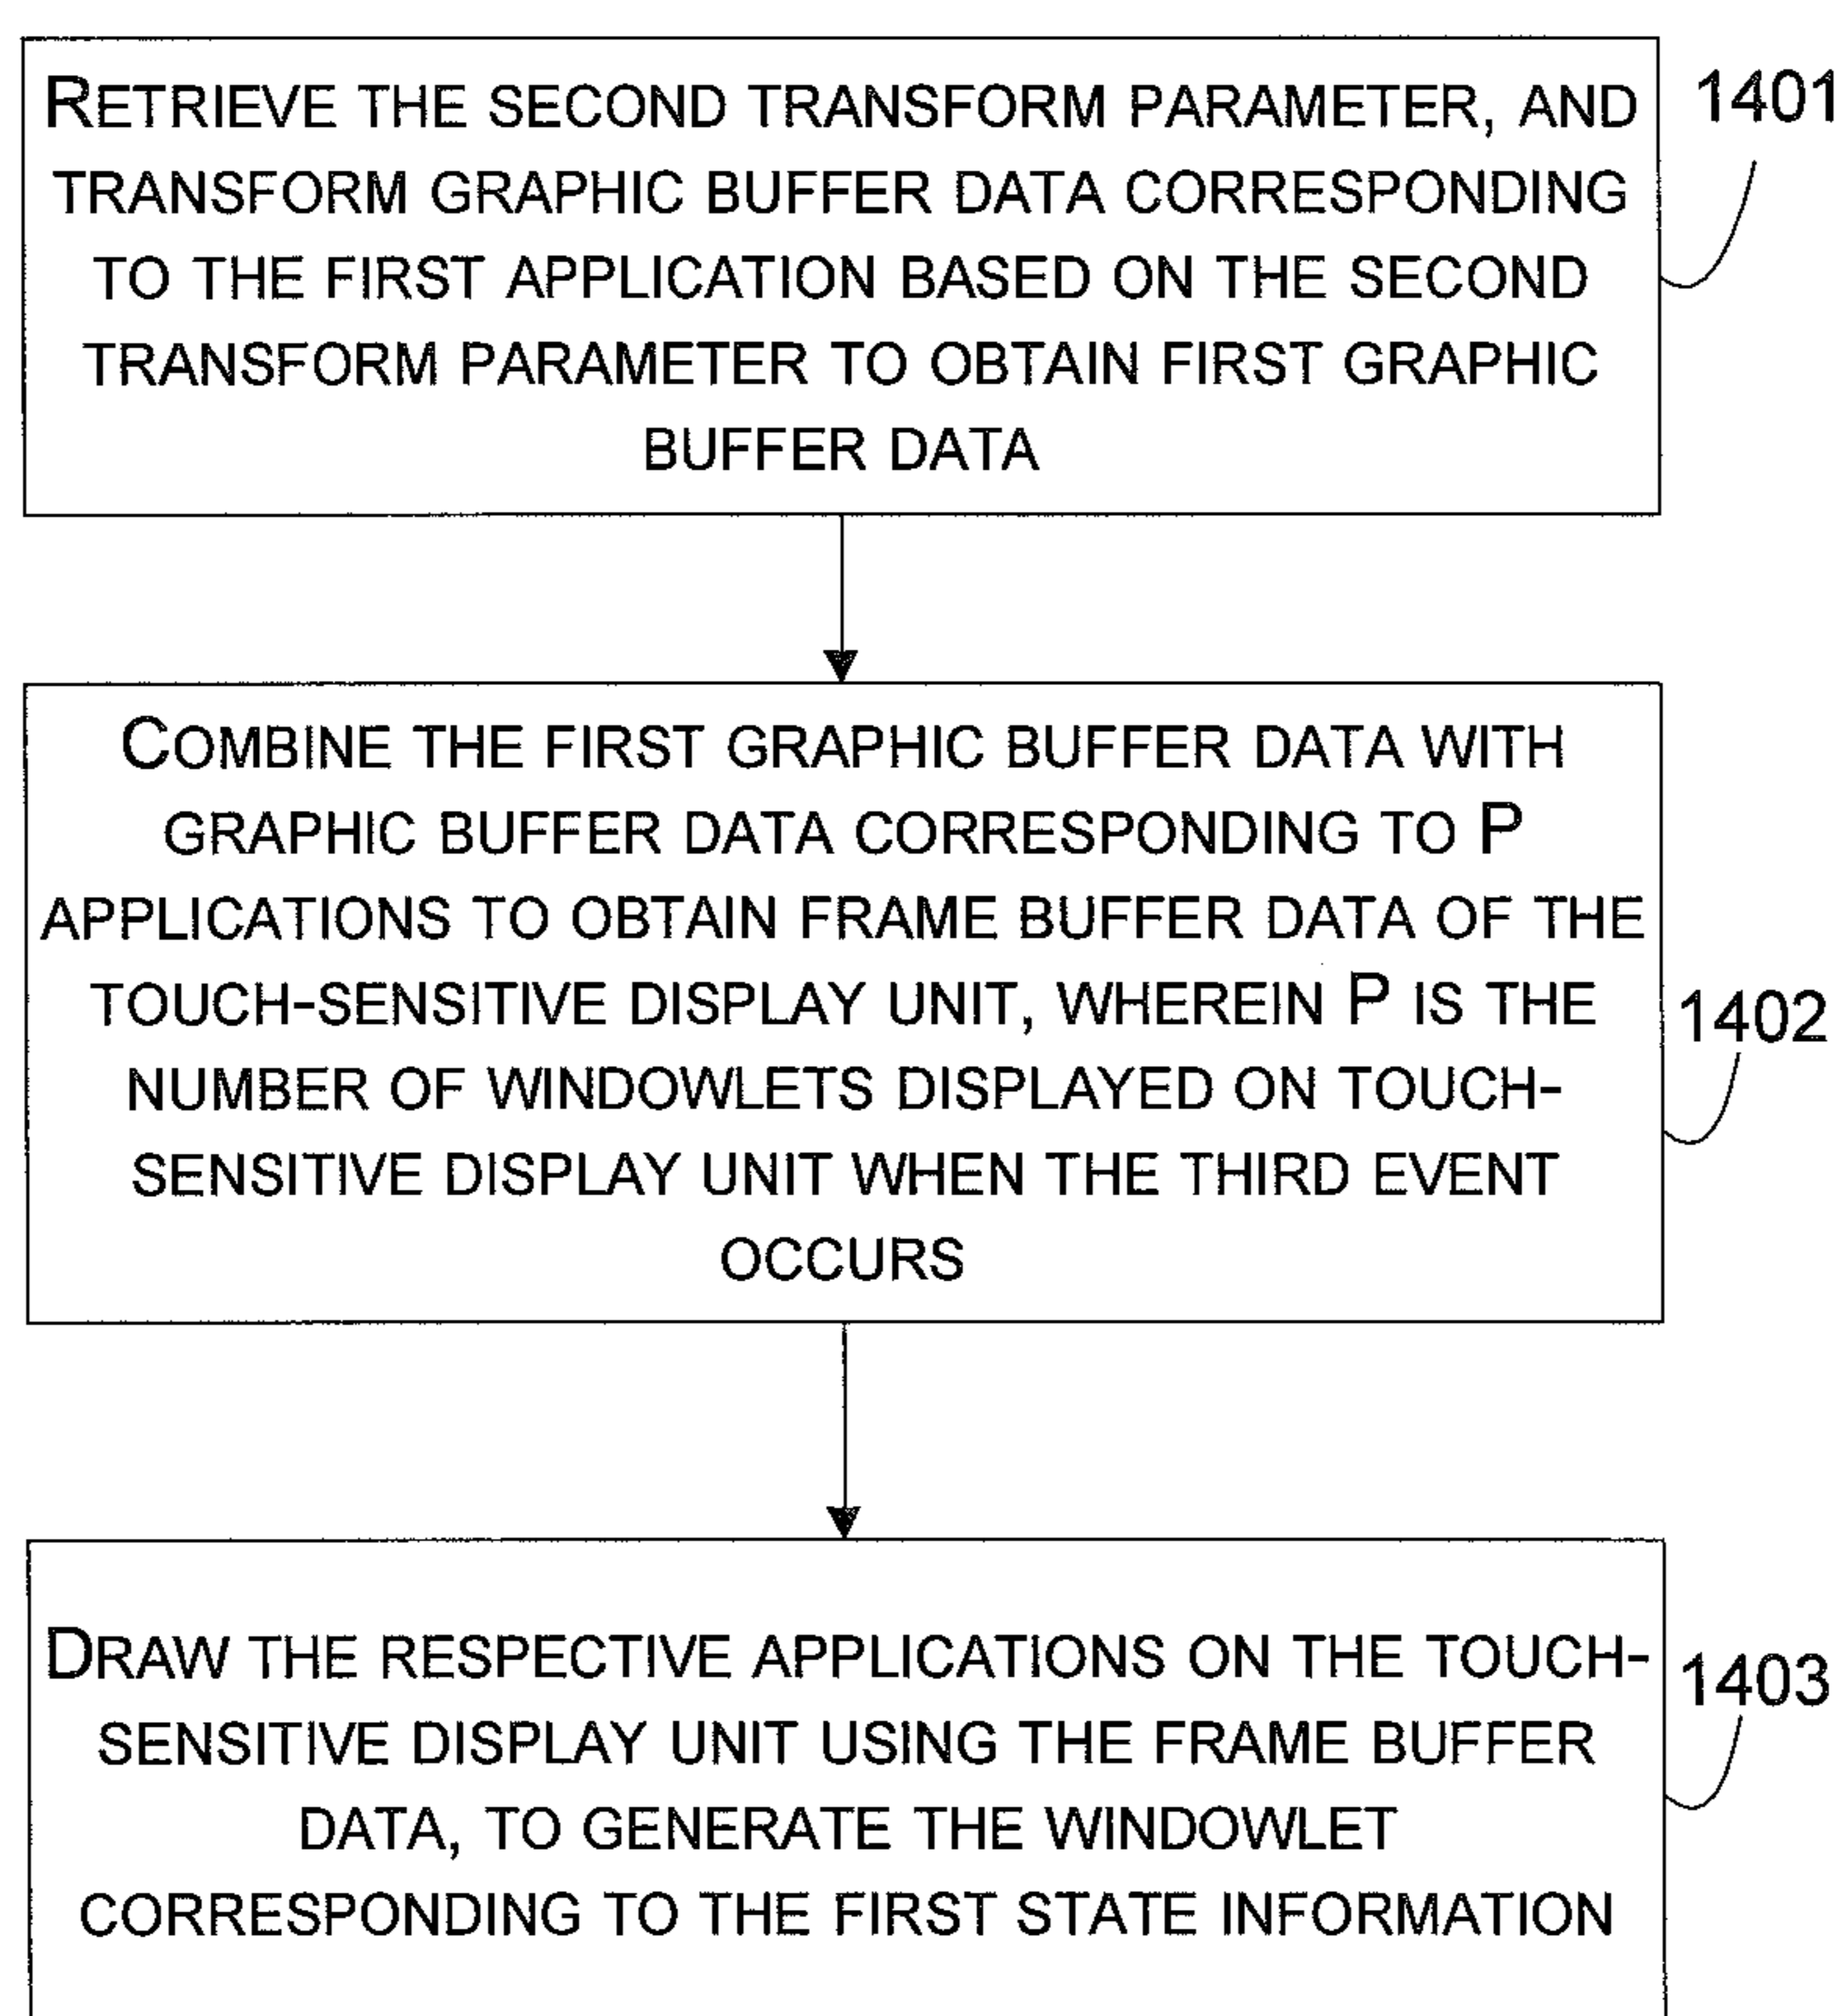 RETRIEVE THE SECOND TRANSFORM PARAMETER, AND
TRANSFORM GRAPHIC BUFFER DATA CORRESPONDING
TO THE FIRST APPLICATION BASED ON THE SECOND
TRANSFORM PARAMETER TO OBTAIN FIRST GRAPHIC
BUFFER DATA
1401
COMBINE THE FIRST GRAPHIC BUFFER DATA WITH
GRAPHIC BUFFER DATA CORRESPONDING TO P
APPLICATIONS TO OBTAIN FRAME BUFFER DATA OF THE
TOUCH-SENSITIVE DISPLAY UNIT, WHEREIN P IS THE
NUMBER OF WINDOWLETS DISPLAYED ON TOUCH-
SENSITIVE DISPLAY UNIT WHEN THE THIRD EVENT
OCCURS
1402
DRAW THE RESPECTIVE APPLICATIONS ON THE TOUCH-
SENSITIVE DISPLAY UNIT USING THE FRAME BUFFER
DATA, TO GENERATE THE WINDOWLET
CORRESPONDING TO THE FIRST STATE INFORMATION
1403